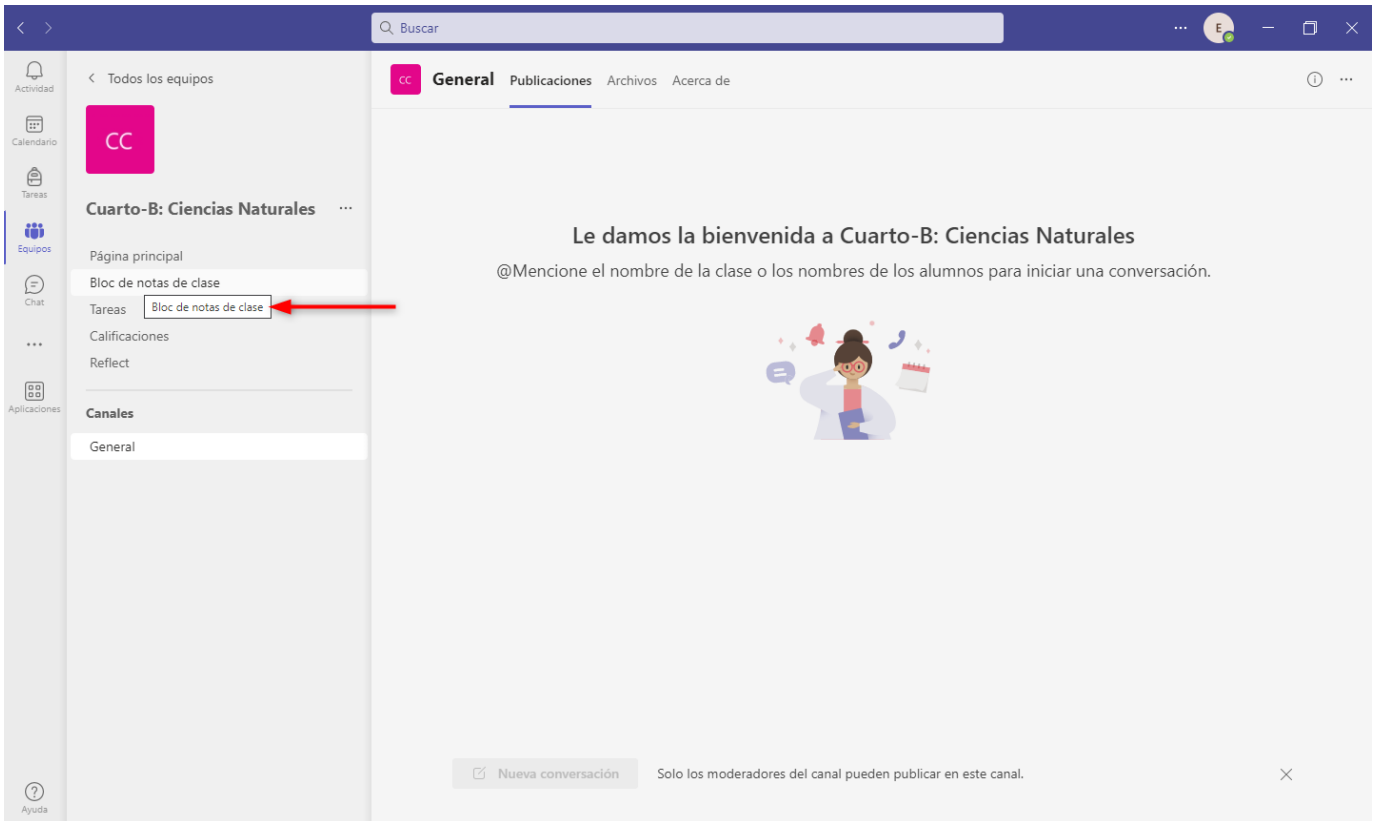 Buscar
E
Actividad
Calendario
Tareas
Equipos
Chat
Aplicaciones
Ayuda
Todos los equipos
CC
Cuarto-B: Ciencias Naturales
Página principal
Bloc de notas de clase
Tareas
Bloc de notas de clase
Calificaciones
Reflect
Canales
General
CC General Publicaciones Archivos Acerca de
Le damos la bienvenida a Cuarto-B: Ciencias Naturales
@Mencione el nombre de la clase o los nombres de los alumnos para iniciar una conversación.
Nueva conversación Solo los moderadores del canal pueden publicar en este canal.